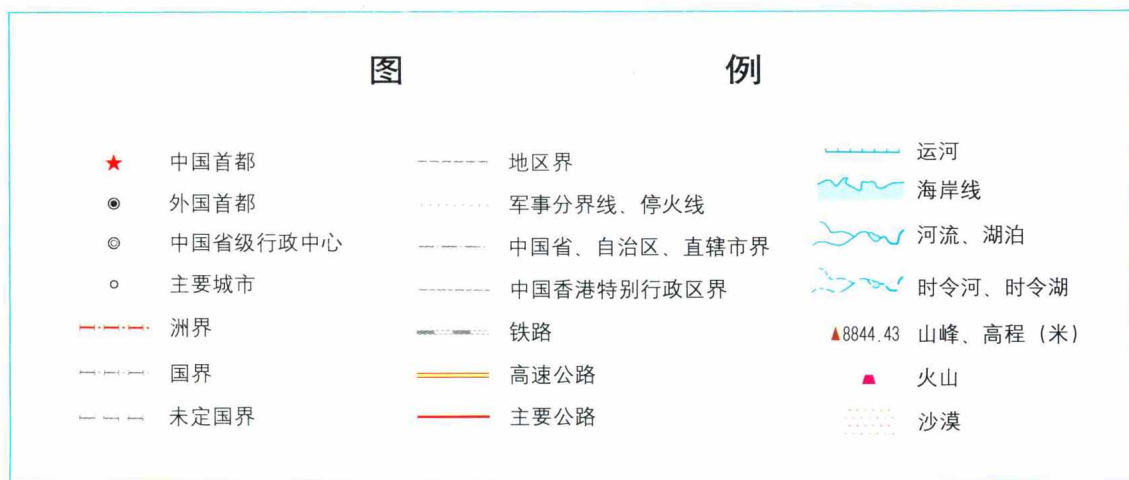 图 例
中国首都
外国首都
中国省级行政中心
主要城市
洲界
国界
未定国界
地区界
军事分界线、停火线
中国省、自治区、直辖市界
中国香港特别行政区界
铁路
高速公路
主要公路
运河
海岸线
河流、湖泊
时令河、时令湖
8844.43 山峰、高程（米）
火山
沙漠